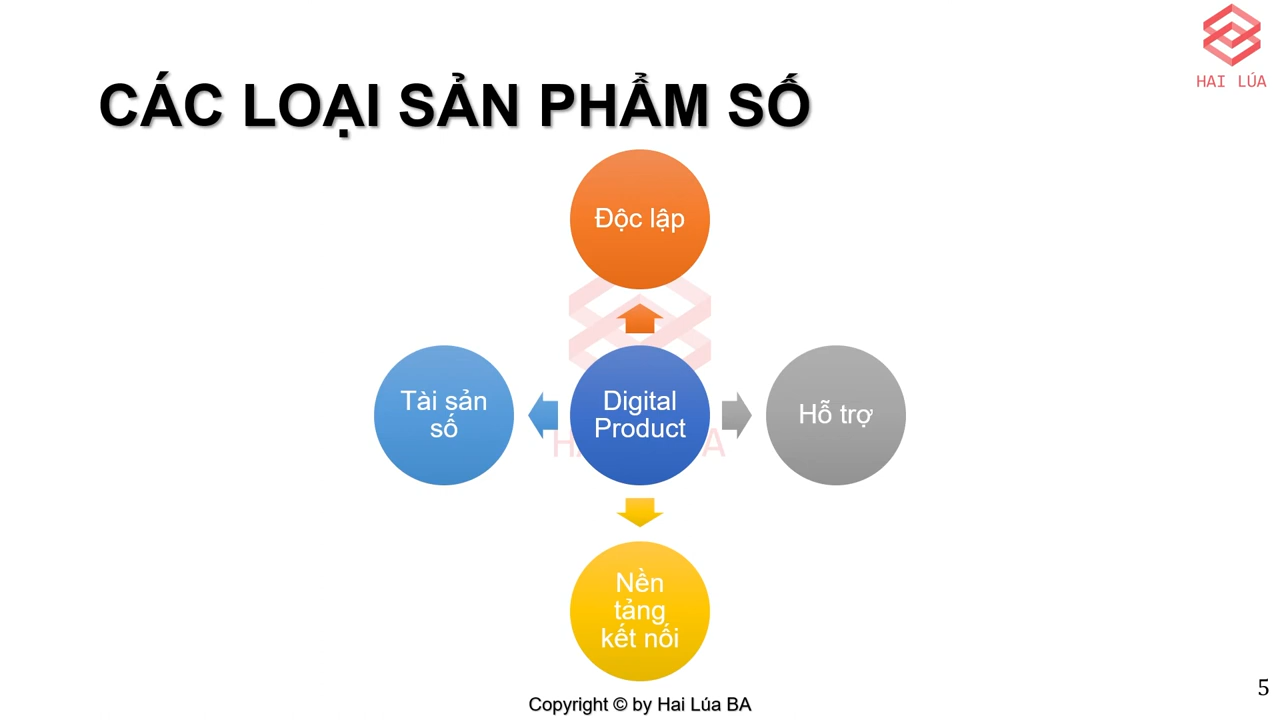 HAI LÚA
CÁC LOẠI SẢN PHẨM SỐ
Độc lập
Tài sản
số
Digital
Product
Hỗ trợ
Nền
tảng
kết nối
Copyright © by Hai Lúa BA
5